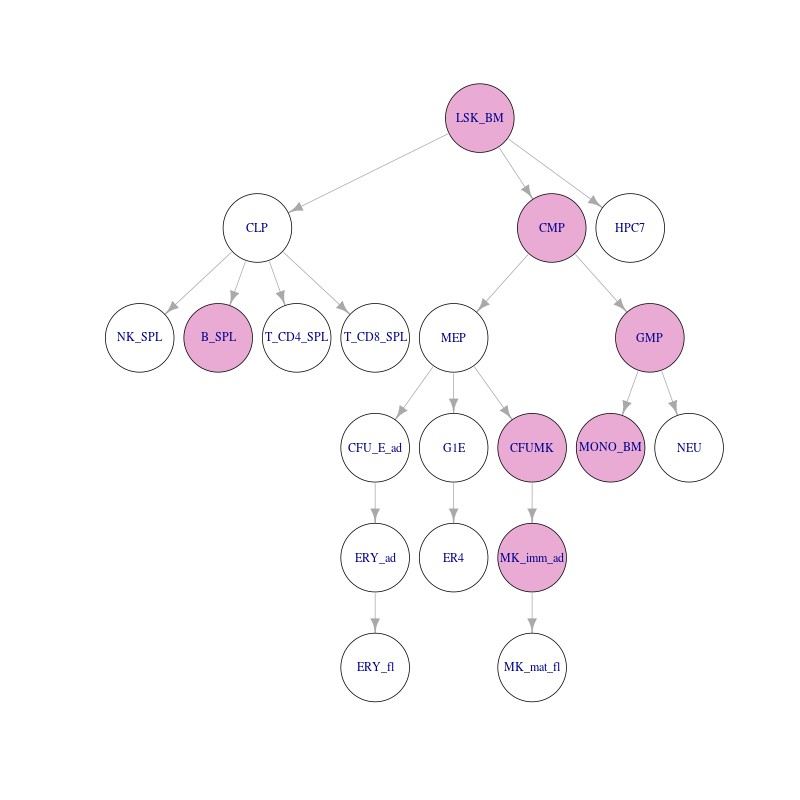 LSK_BM
CLP
CMP
HPC7
NK_SPL
B_SPL
T_CD4_SPL
T_CD8_SPL
MEP
GMP
CFU_E_ad
G1E
CFUMK
MONO_BM
NEU
ERY_ad
ER4
MK_imm_ad
ERY_fl
MK_mat_fl